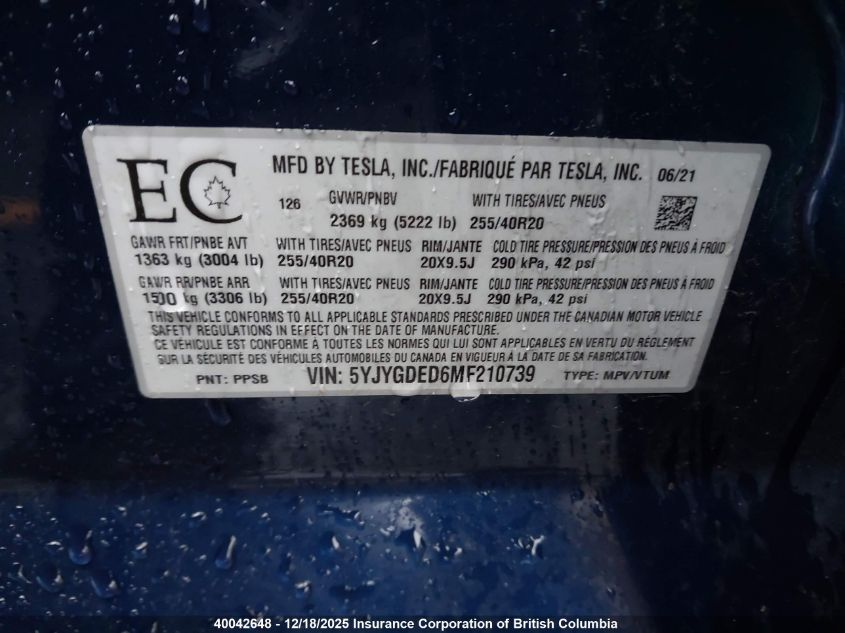 EC MFD BY TESLA, INC./FABRIQUÉ PAR TESLA, INC. 06/21
126 GVWR/PNBV WITH TIRES/AVEC PNEUS
2369 kg (5222 lb) 255/40R20
GAWR FRT/PNBE AVT WITH TIRES/AVEC PNEUS RIM/JANTE COLD TIRE PRESSURE/PRESSION DES PNEUS À FROID
1363 kg (3004 lb) 255/40R20 20X9.5J 290 kPa, 42 psi
GAWR RR/PNBE ARR WITH TIRES/AVEC PNEUS RIM/JANTE COLD TIRE PRESSURE/PRESSION DES PNEUS À FROID
1500 kg (3306 lb) 255/40R20 20X9.5J 290 kPa, 42 psi
THIS VEHICLE CONFORMS TO ALL APPLICABLE STANDARDS PRESCRIBED UNDER THE CANADIAN MOTOR VEHICLE
SAFETY REGULATIONS IN EFFECT ON THE DATE OF MANUFACTURE.
CE VÉHICULE EST CONFORME À TOUTES LES NORMES QUI LUI SONT APPLICABLES EN VERTU DU RÈGLEMENT
SUR LA SÉCURITÉ DES VÉHICULES AUTOMOBILES DU CANADA EN VIGUEUR À LA DATE DE SA FABRICATION.
PNT: PPSB VIN: 5YJYGDED6MF210739 TYPE: MPV/VTUM
40042648 - 12/18/2025 Insurance Corporation of British Columbia